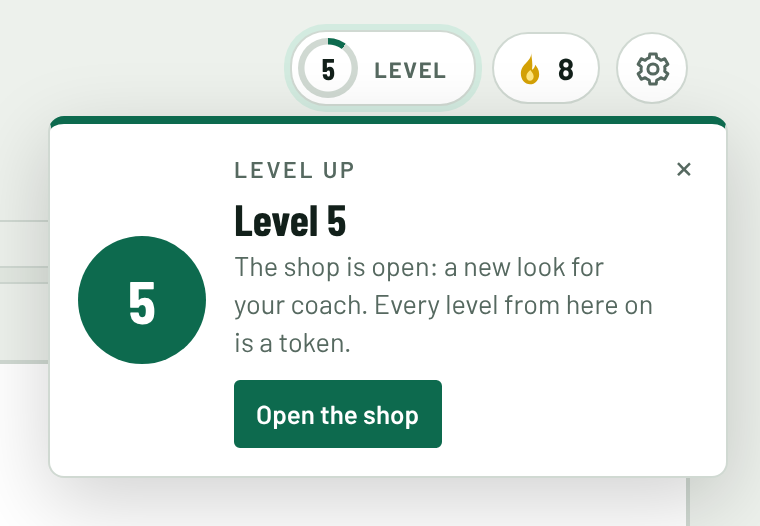 5 LEVEL 8
LEVEL UP ×
Level 5
The shop is open: a new look for
5
your coach. Every level from here on
is a token.
Open the shop